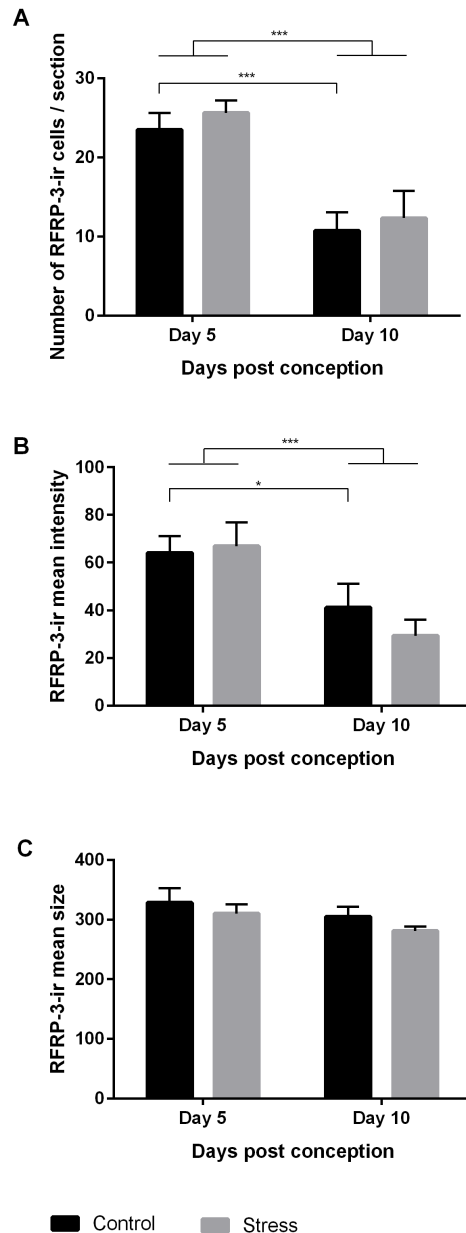 A
***
***
30
20
10
0
Number of RFRP-3-ir cells / section
Day 5 Day 10
Days post conception
B
***
*
100
80
60
40
20
0
RFRP-3-ir mean intensity
Day 5 Day 10
Days post conception
C
400
300
200
100
0
RFRP-3-ir mean size
Day 5 Day 10
Days post conception
Control Stress